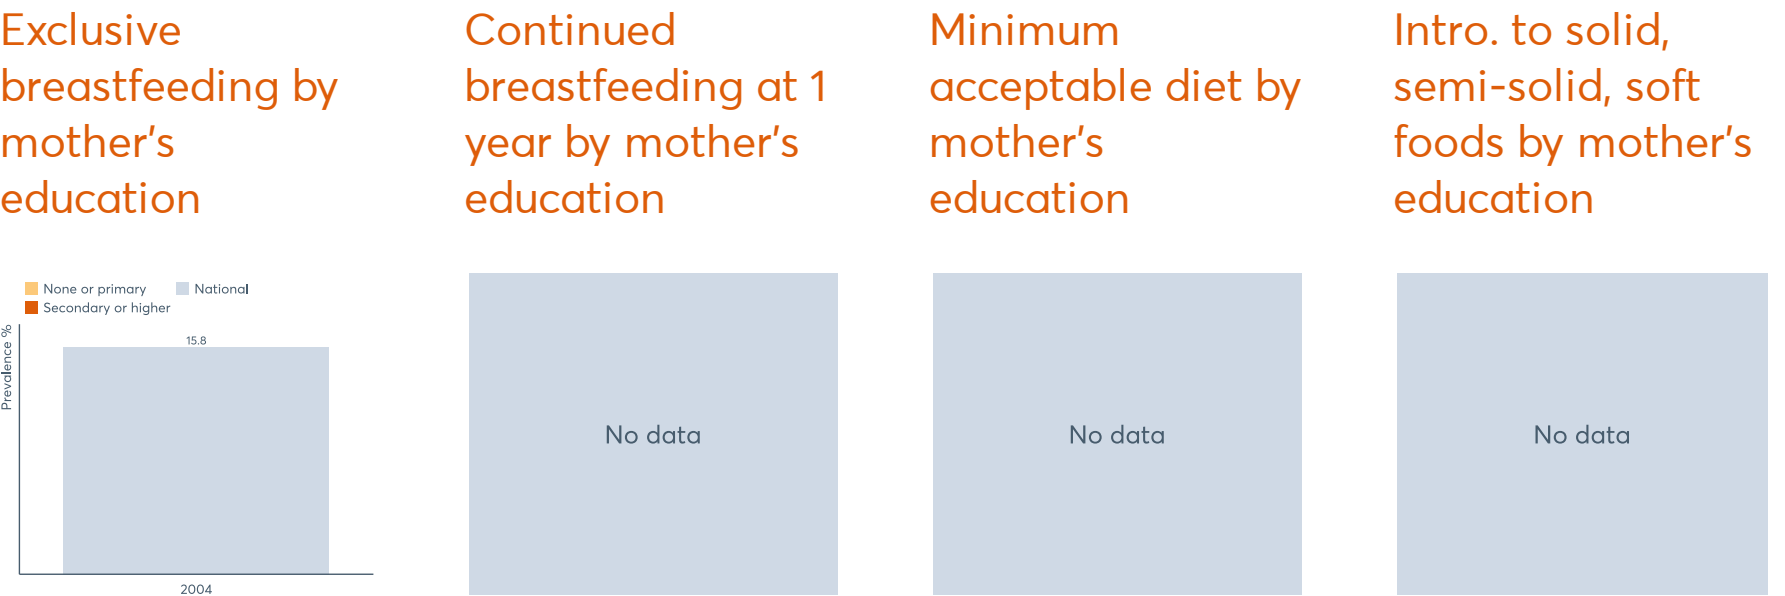 Exclusive
breastfeeding by
mother's
education
Continued
breastfeeding at 1
year by mother's
education
Minimum
acceptable diet by
mother's
education
Intro. to solid,
semi-solid, soft
foods by mother's
education
None or primary
National
Secondary or higher
Prevalence %
15.8
2004
No data
No data
No data